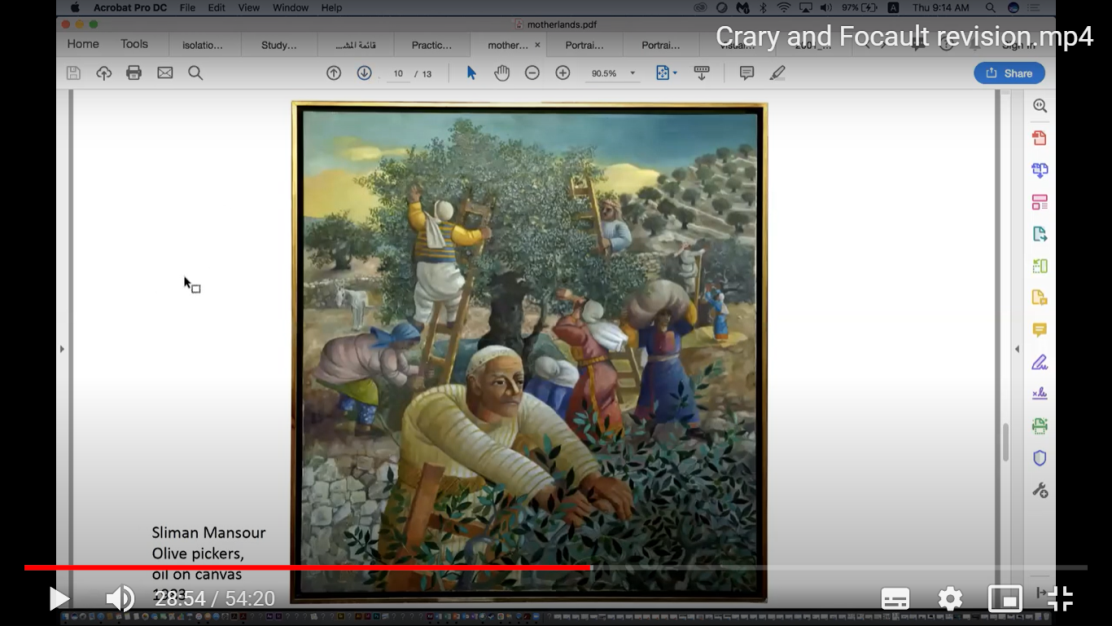 Acrobat Pro DC File Edit View Window Help
97%
Thu 9:14 AM
motherlands.pdf
Crary and Focault revision.mp4
Home Tools isolatio... Study... Practic... mother... × Portrai... Portrai...
10 / 13
90.5%
Share
Sliman Mansour
Olive pickers,
oil on canvas
28:54 / 54:20